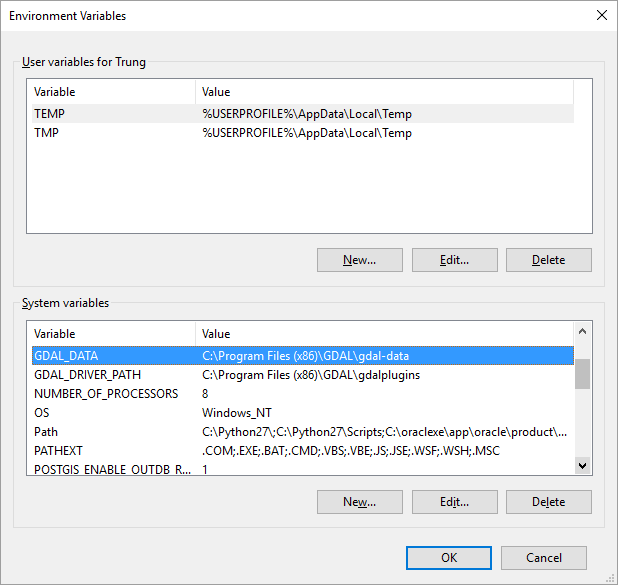 Environment Variables
User variables for Trung
Variable Value
TEMP %USERPROFILE%\AppData\Local\Temp
TMP %USERPROFILE%\AppData\Local\Temp
New... Edit... Delete
System variables
Variable Value
GDAL_DATA C:\Program Files (x86)\GDAL\gdal-data
GDAL_DRIVER_PATH C:\Program Files (x86)\GDAL\gdalplugins
NUMBER_OF_PROCESSORS 8
OS Windows_NT
Path C:\Python27\;C:\Python27\Scripts;C:\oraclexe\app\oracle\product\...
PATHEXT .COM;.EXE;.BAT;.CMD;.VBS;.VBE;.JS;.JSE;.WSF;.WSH;.MSC
POSTGIS_ENABLE_OUTDB_R... 1
New... Edit... Delete
OK Cancel